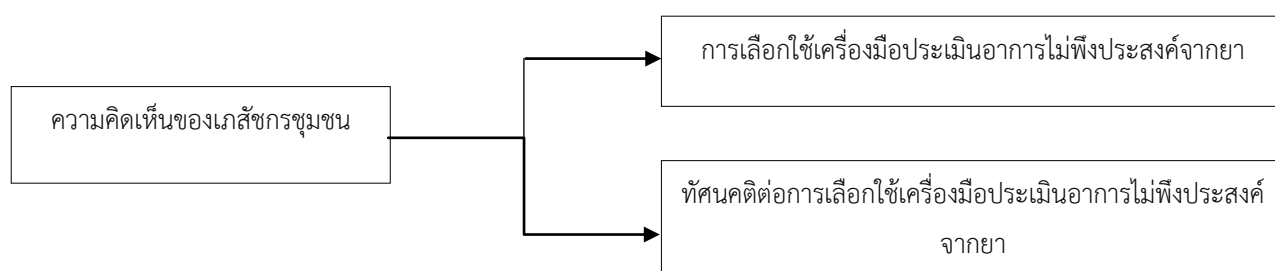 การเลือกใช้เครื่องมือประเมินอาการไม่พึงประสงค์จากยา
ความคิดเห็นของเภสัชกรชุมชน
ทัศนคติต่อการเลือกใช้เครื่องมือประเมินอาการไม่พึงประสงค์
จากยา